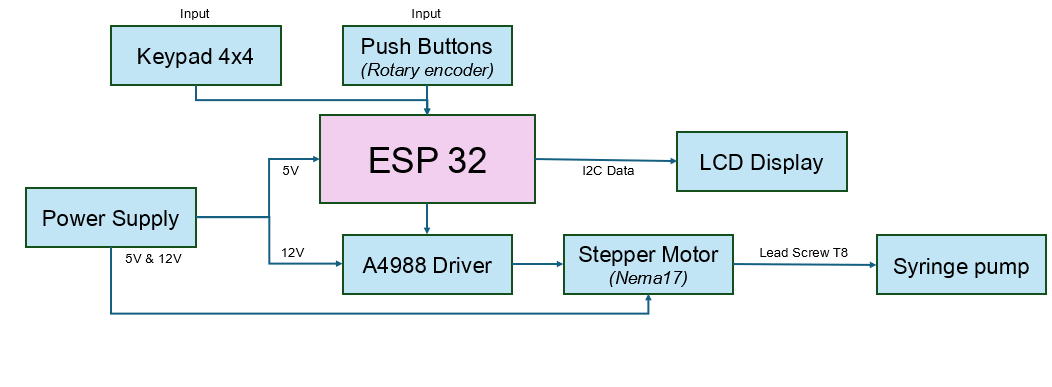 Input
Input
Keypad 4x4
Push Buttons
(Rotary encoder)
ESP 32
5V
I2C Data
LCD Display
Power Supply
5V & 12V
12V
A4988 Driver
Stepper Motor
(Nema17)
Lead Screw T8
Syringe pump